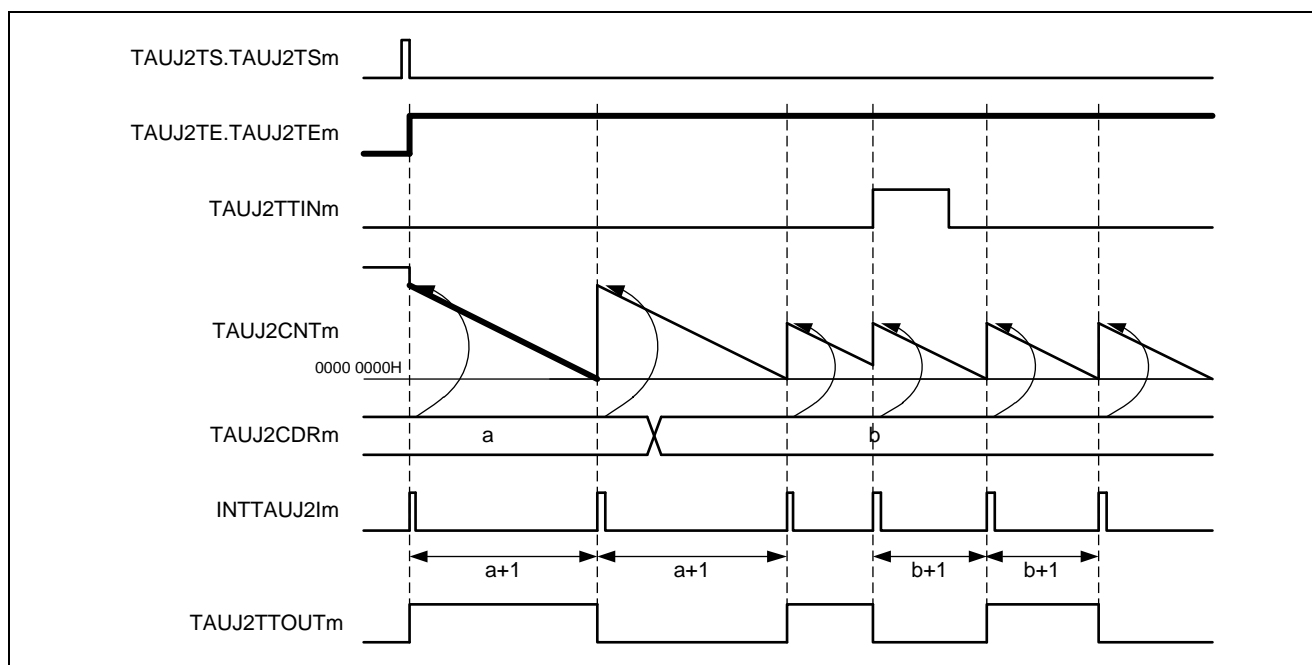 TAUJ2TS.TAUJ2TSm
TAUJ2TE.TAUJ2TEm
TAUJ2TTINm
TAUJ2CNTm
0000 0000H
TAUJ2CDRm
a
b
INTTAUJ2Im
a+1
a+1
b+1
b+1
TAUJ2TTOUTm